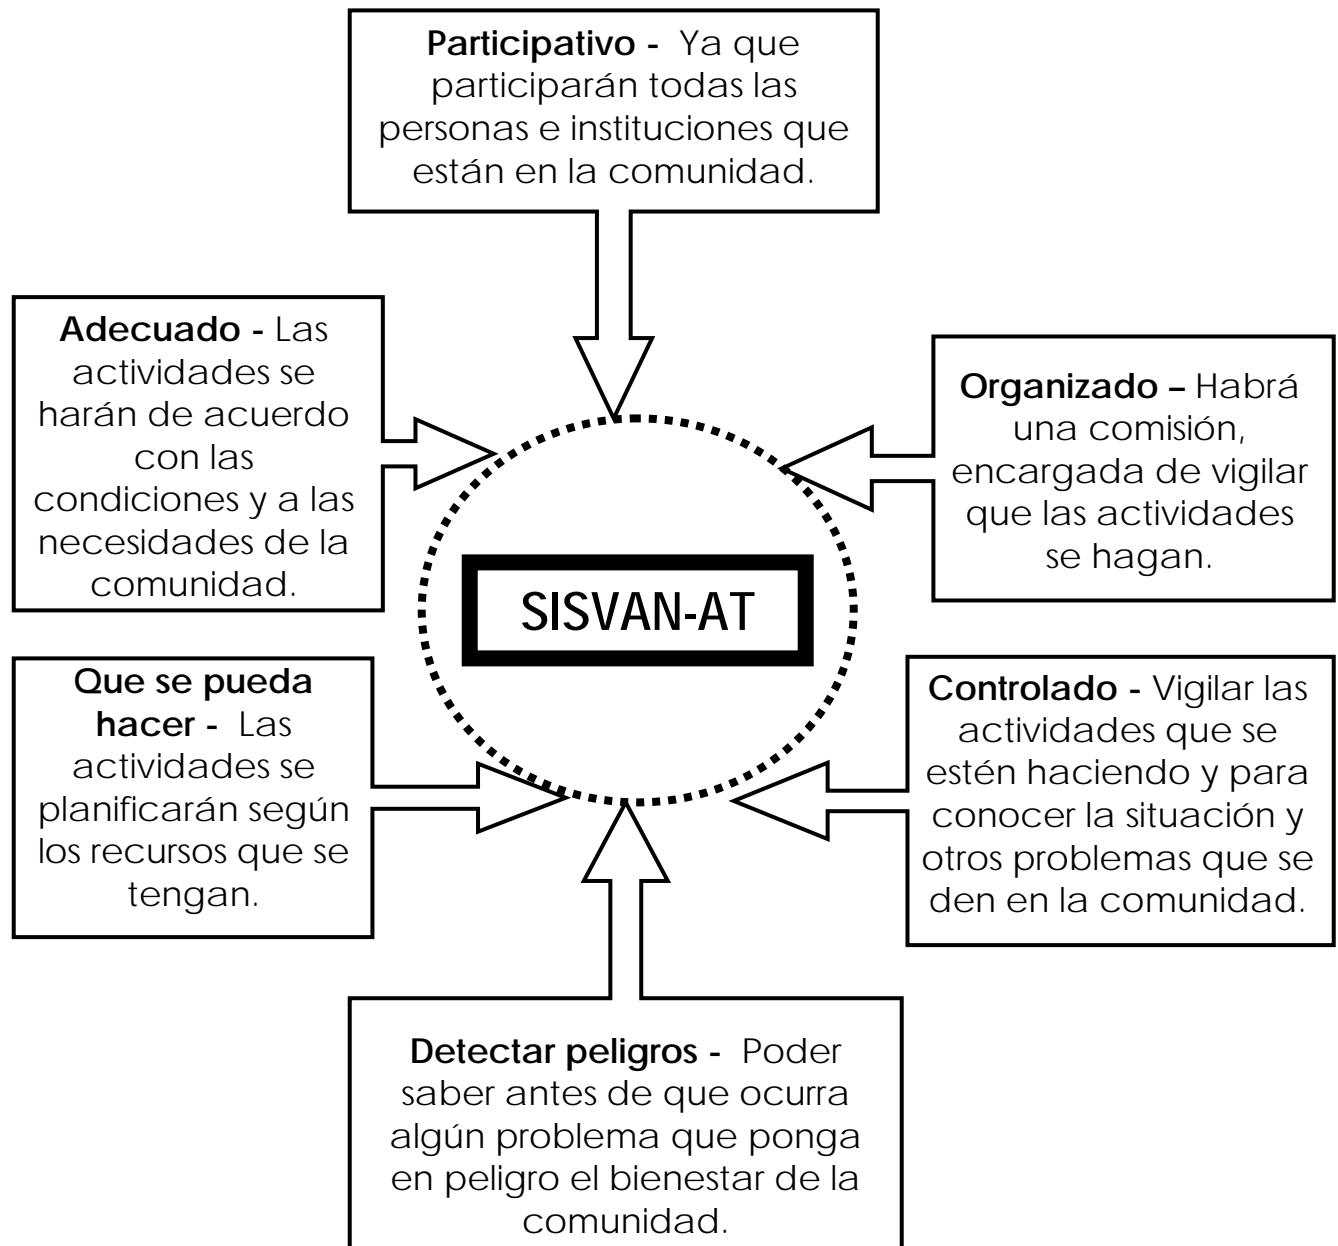 Participativo - Ya que
participarán todas las
personas e instituciones que
están en la comunidad.
Adecuado - Las
actividades se
harán de acuerdo
con las
condiciones y a las
necesidades de la
comunidad.
Organizado – Habrá
una comisión,
encargada de vigilar
que las actividades
se hagan.
SISVAN-AT
Que se pueda
hacer - Las
actividades se
planificarán según
los recursos que se
tengan.
Controlado - Vigilar las
actividades que se
estén haciendo y para
conocer la situación y
otros problemas que se
den en la comunidad.
Detectar peligros - Poder
saber antes de que ocurra
algún problema que ponga
en peligro el bienestar de la
comunidad.